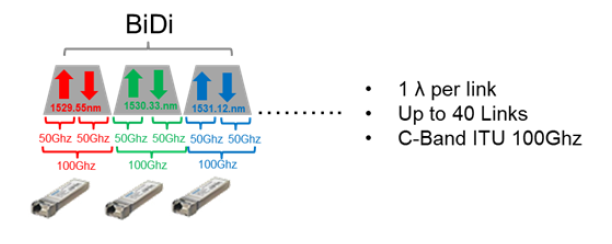 BiDi
1529.55nm 1530.33.nm 1531.12.nm
50Ghz 50Ghz 50Ghz 50Ghz 50Ghz 50Ghz
100Ghz 100Ghz 100Ghz
• 1 λ per link
• Up to 40 Links
• C-Band ITU 100Ghz